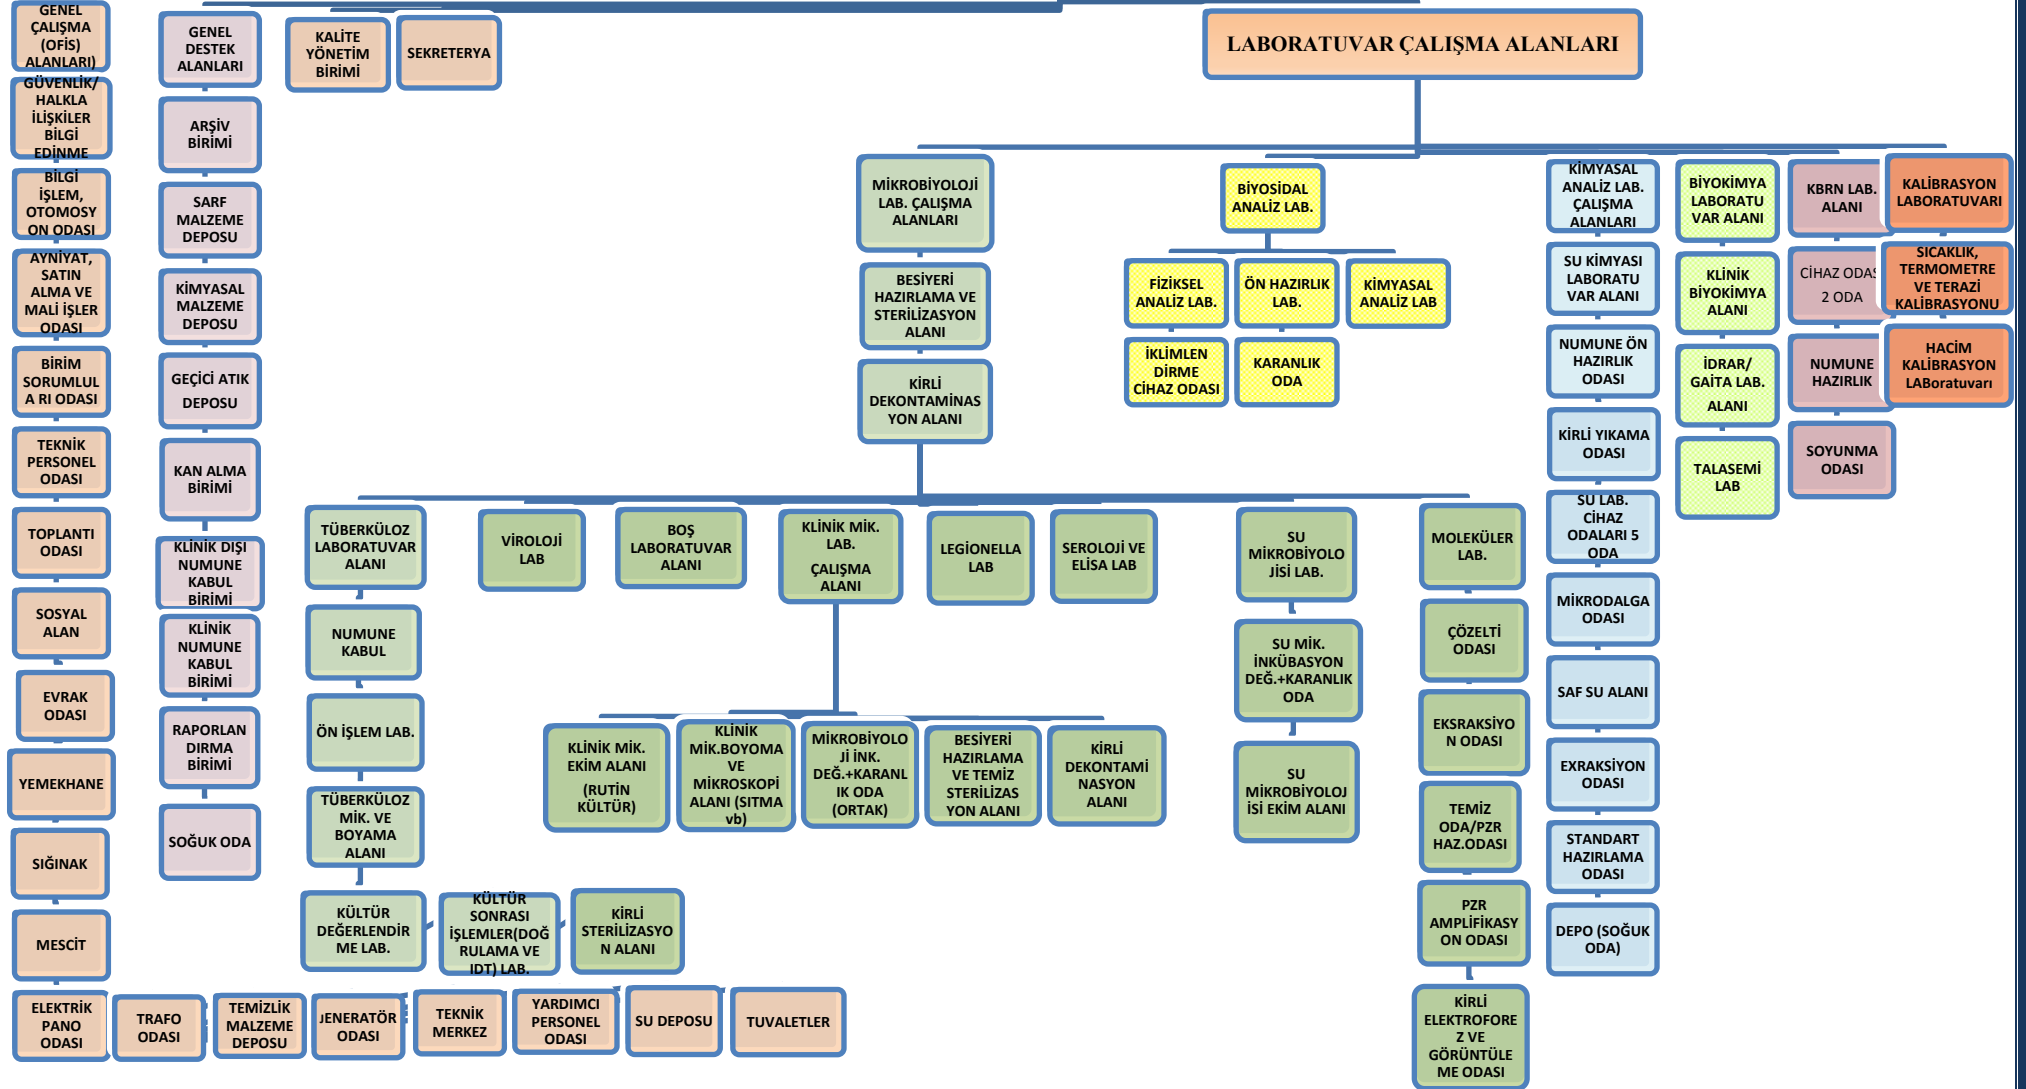 GENEL
ÇALIŞMA
(OFİS)
ALANLARI)
GÜVENLİK/
HALKLA
İLİŞKİLER
BİLGİ
EDİNME
BİLGİ
İŞLEM,
OTOMOSY
ON ODASI
AYNİYAT,
SATIN
ALMA VE
MALİ İŞLER
ODASI
BİRİM
SORUMLUL
A RI ODASI
TEKNİK
PERSONEL
ODASI
TOPLANTI
ODASI
SOSYAL
ALAN
EVRAK
ODASI
YEMEKHANE
SIĞINAK
MESCİT
ELEKTRİK
PANO
ODASI
TRAFO
ODASI
TEMİZLİK
MALZEME
DEPOSU
JENERATÖR
ODASI
TEKNİK
MERKEZ
YARDIMCI
PERSONEL
ODASI
SU DEPOSU
TUVALETLER
GENEL
DESTEK
ALANLARI
ARŞİV
BİRİMİ
SARF
MALZEME
DEPOSU
KİMYASAL
MALZEME
DEPOSU
GEÇİCİ ATIK
DEPOSU
KAN ALMA
BİRİMİ
KLİNİK DIŞI
NUMUNE
KABUL
BİRİMİ
KLİNİK
NUMUNE
KABUL
BİRİMİ
RAPORLAN
DIRMA
BİRİMİ
SOĞUK ODA
KALİTE
YÖNETİM
BİRİMİ
SEKRETERYA
LABORATUVAR ÇALIŞMA ALANLARI
MİKROBİYOLOJİ
LAB. ÇALIŞMA
ALANLARI
BESİYERİ
HAZIRLAMA VE
STERİLİZASYON
ALANI
KİRLİ
DEKONTAMİNAS
YON ALANI
TÜBERKÜLOZ
LABORATUVAR
ALANI
NUMUNE
KABUL
ÖN İŞLEM LAB.
TÜBERKÜLOZ
MİK. VE
BOYAMA
ALANI
KÜLTÜR
DEĞERLENDİR
ME LAB.
KÜLTÜR
SONRASI
İŞLEMLER(DOĞ
RULAMA VE
IDT) LAB.
KİRLİ
STERİLİZASYO
N ALANI
VİROLOJİ
LAB
BOŞ
LABORATUVAR
ALANI
KLİNİK MİK.
LAB.
ÇALIŞMA
ALANI
KLİNİK MİK.
EKİM ALANI
(RUTİN
KÜLTÜR)
KLİNİK
MİK.BOYOMA
VE
MİKROSKOPİ
ALANI (SITMA
vb)
MİKROBİYOLO
Jİ İNK.
DEĞ.+KARANL
IK ODA
(ORTAK)
BESİYERİ
HAZIRLAMA
VE TEMİZ
STERİLİZAS
YON ALANI
KİRLİ
DEKONTAMİ
NASYON
ALANI
LEGİONELLA
LAB
SEROLOJİ VE
ELISA LAB
SU
MİKROBİYOLO
JİSİ LAB.
SU MİK.
İNKÜBASYON
DEĞ.+KARANLIK
ODA
SU
MİKROBİYOLOJ
İSİ EKİM ALANI
MOLEKÜLER
LAB.
ÇÖZELTİ
ODASI
EKSRAKSİYO
N ODASI
TEMİZ
ODA/PZR
HAZ.ODASI
PZR
AMPLİFİKASY
ON ODASI
KİRLİ
ELEKTROFORE
Z VE
GÖRÜNTÜLE
ME ODASI
BİYOSİDAL
ANALİZ LAB.
FİZİKSEL
ANALİZ LAB.
İKLİMLEN
DİRME
CİHAZ ODASI
ÖN HAZIRLIK
LAB.
KARANLIK
ODA
KİMYASAL
ANALİZ LAB
KİMYASAL
ANALİZ LAB.
ÇALIŞMA
ALANLARI
SU KİMYASI
LABORATU
VAR ALANI
NUMUNE ÖN
HAZIRLIK
ODASI
KİRLİ YIKAMA
ODASI
SU LAB.
CİHAZ
ODALARI 5
ODA
MİKRODALGA
ODASI
SAF SU ALANI
EXRAKSİYON
ODASI
STANDART
HAZIRLAMA
ODASI
DEPO (SOĞUK
ODA)
BİYOKİMYA
LABORATU
VAR ALANI
KLİNİK
BİYOKİMYA
ALANI
İDRAR/
GAİTA LAB.
ALANI
TALASEMİ
LAB
KBRN LAB.
ALANI
CİHAZ ODAS
2 ODA
NUMUNE
HAZIRLIK
SOYUNMA
ODASI
KALİBRASYON
LABORATUVARI
SICAKLIK,
TERMOMETRE
VE TERAZİ
KALİBRASYONU
HACİM
KALİBRASYON
LABoratuvarı